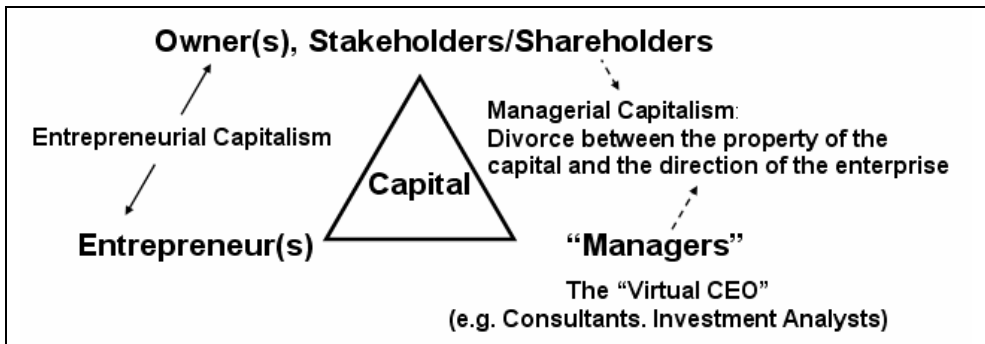 Owner(s), Stakeholders/Shareholders
Entrepreneurial Capitalism
Managerial Capitalism:
Divorce between the property of the
capital and the direction of the enterprise
Capital
Entrepreneur(s)
“Managers”
The “Virtual CEO”
(e.g. Consultants. Investment Analysts)